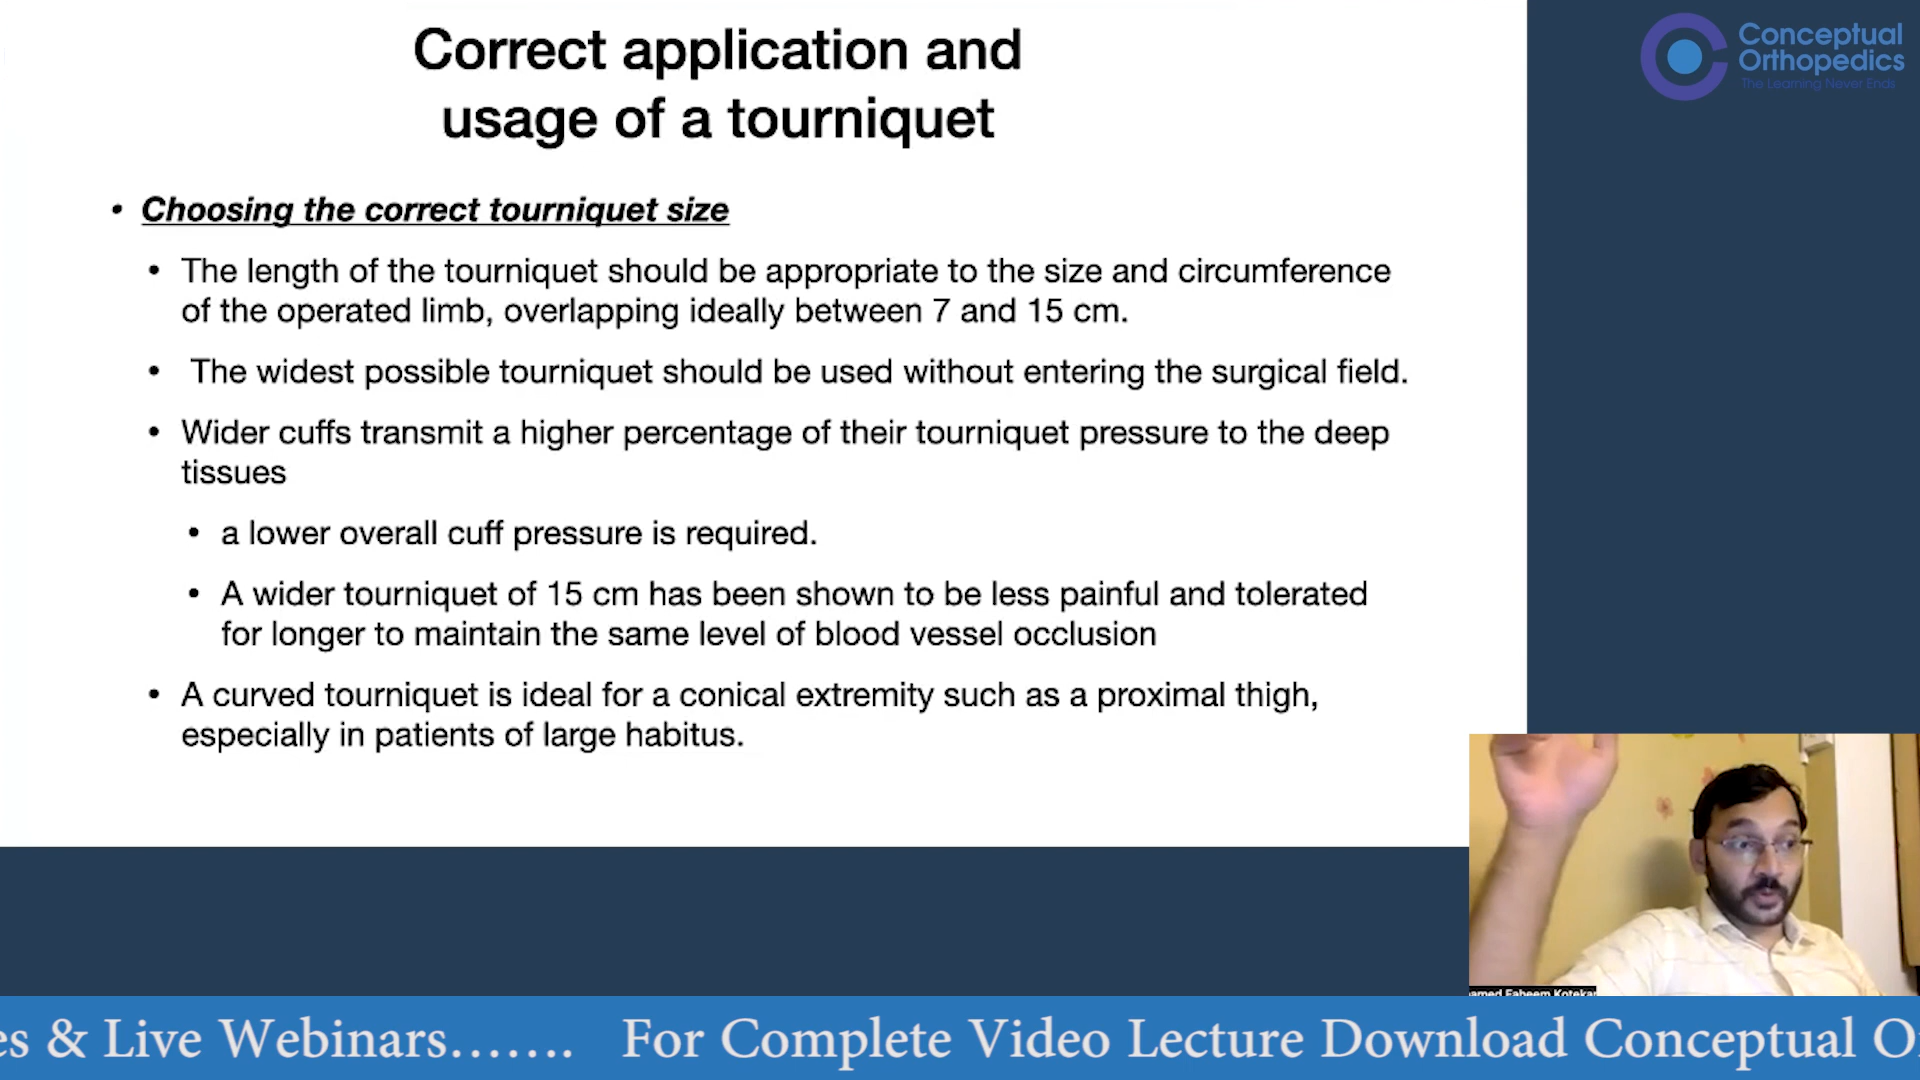 Correct application and
usage of a tourniquet
• Choosing the correct tourniquet size
• The length of the tourniquet should be appropriate to the size and circumference
of the operated limb, overlapping ideally between 7 and 15 cm.
• The widest possible tourniquet should be used without entering the surgical field.
• Wider cuffs transmit a higher percentage of their tourniquet pressure to the deep
tissues
• a lower overall cuff pressure is required.
• A wider tourniquet of 15 cm has been shown to be less painful and tolerated
for longer to maintain the same level of blood vessel occlusion
• A curved tourniquet is ideal for a conical extremity such as a proximal thigh,
especially in patients of large habitus.
Conceptual
Orthopedics
The Learning Never Ends
amed Faheem Kotekar
es & Live Webinars....... For Complete Video Lecture Download Conceptual O